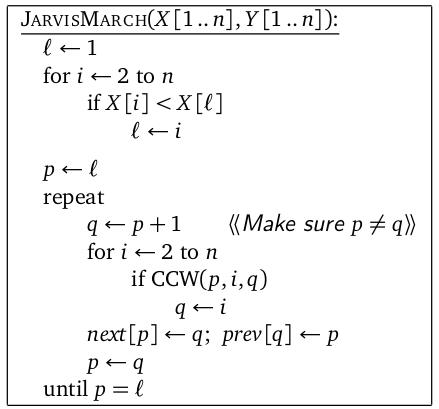 JARVISMARCH(X[1..n], Y[1..n]):
ℓ ← 1
for i ← 2 to n
if X[i] < X[ℓ]
ℓ ← i
p ← ℓ
repeat
q ← p + 1 ⟨⟨Make sure p ≠ q⟩⟩
for i ← 2 to n
if CCW(p, i, q)
q ← i
next[p] ← q; prev[q] ← p
p ← q
until p = ℓ